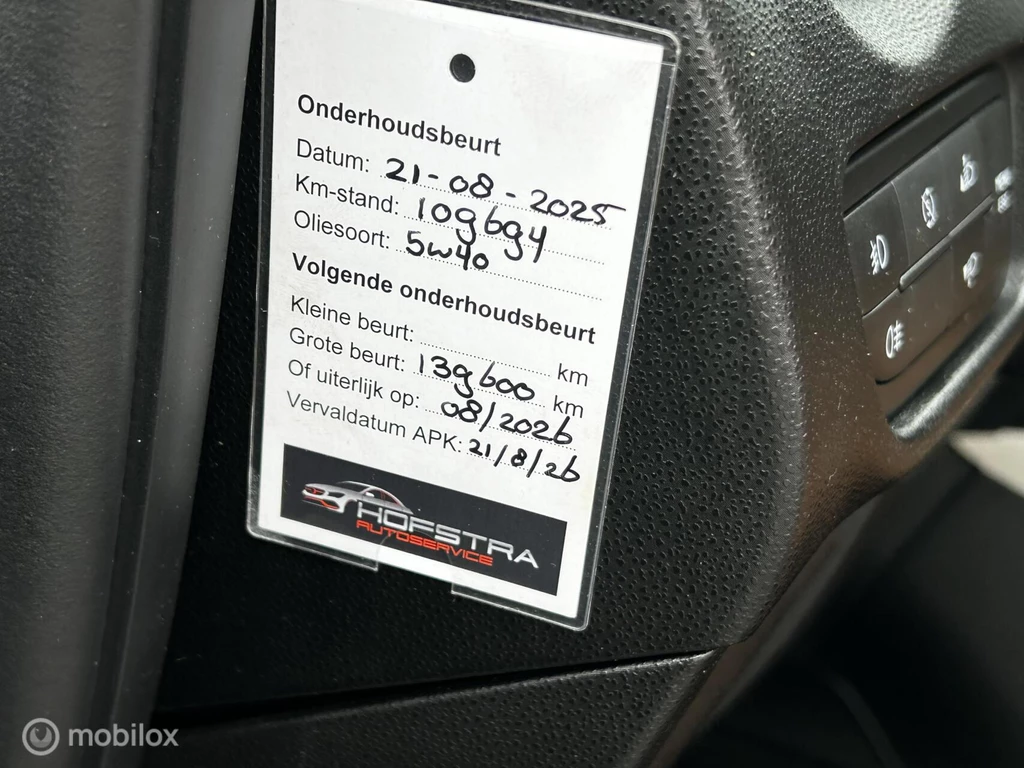 Onderhoudsbeurt
Datum: 21-08-2025
Km-stand: 109694
Oliesoort: 5w40
Volgende onderhoudsbeurt
Kleine beurt: km
Grote beurt: 139600 km
Of uiterlijk op: 08/2026
Vervaldatum APK: 21/8/26
HOFSTRA
AUTOSERVICE
mobilox